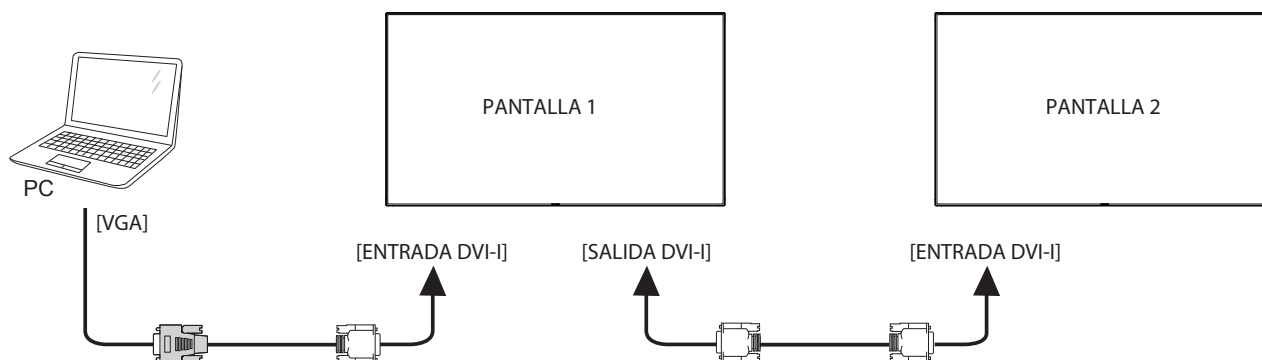 PANTALLA 1
PANTALLA 2
PC
[VGA]
[ENTRADA DVI-I]
[SALIDA DVI-I]
[ENTRADA DVI-I]